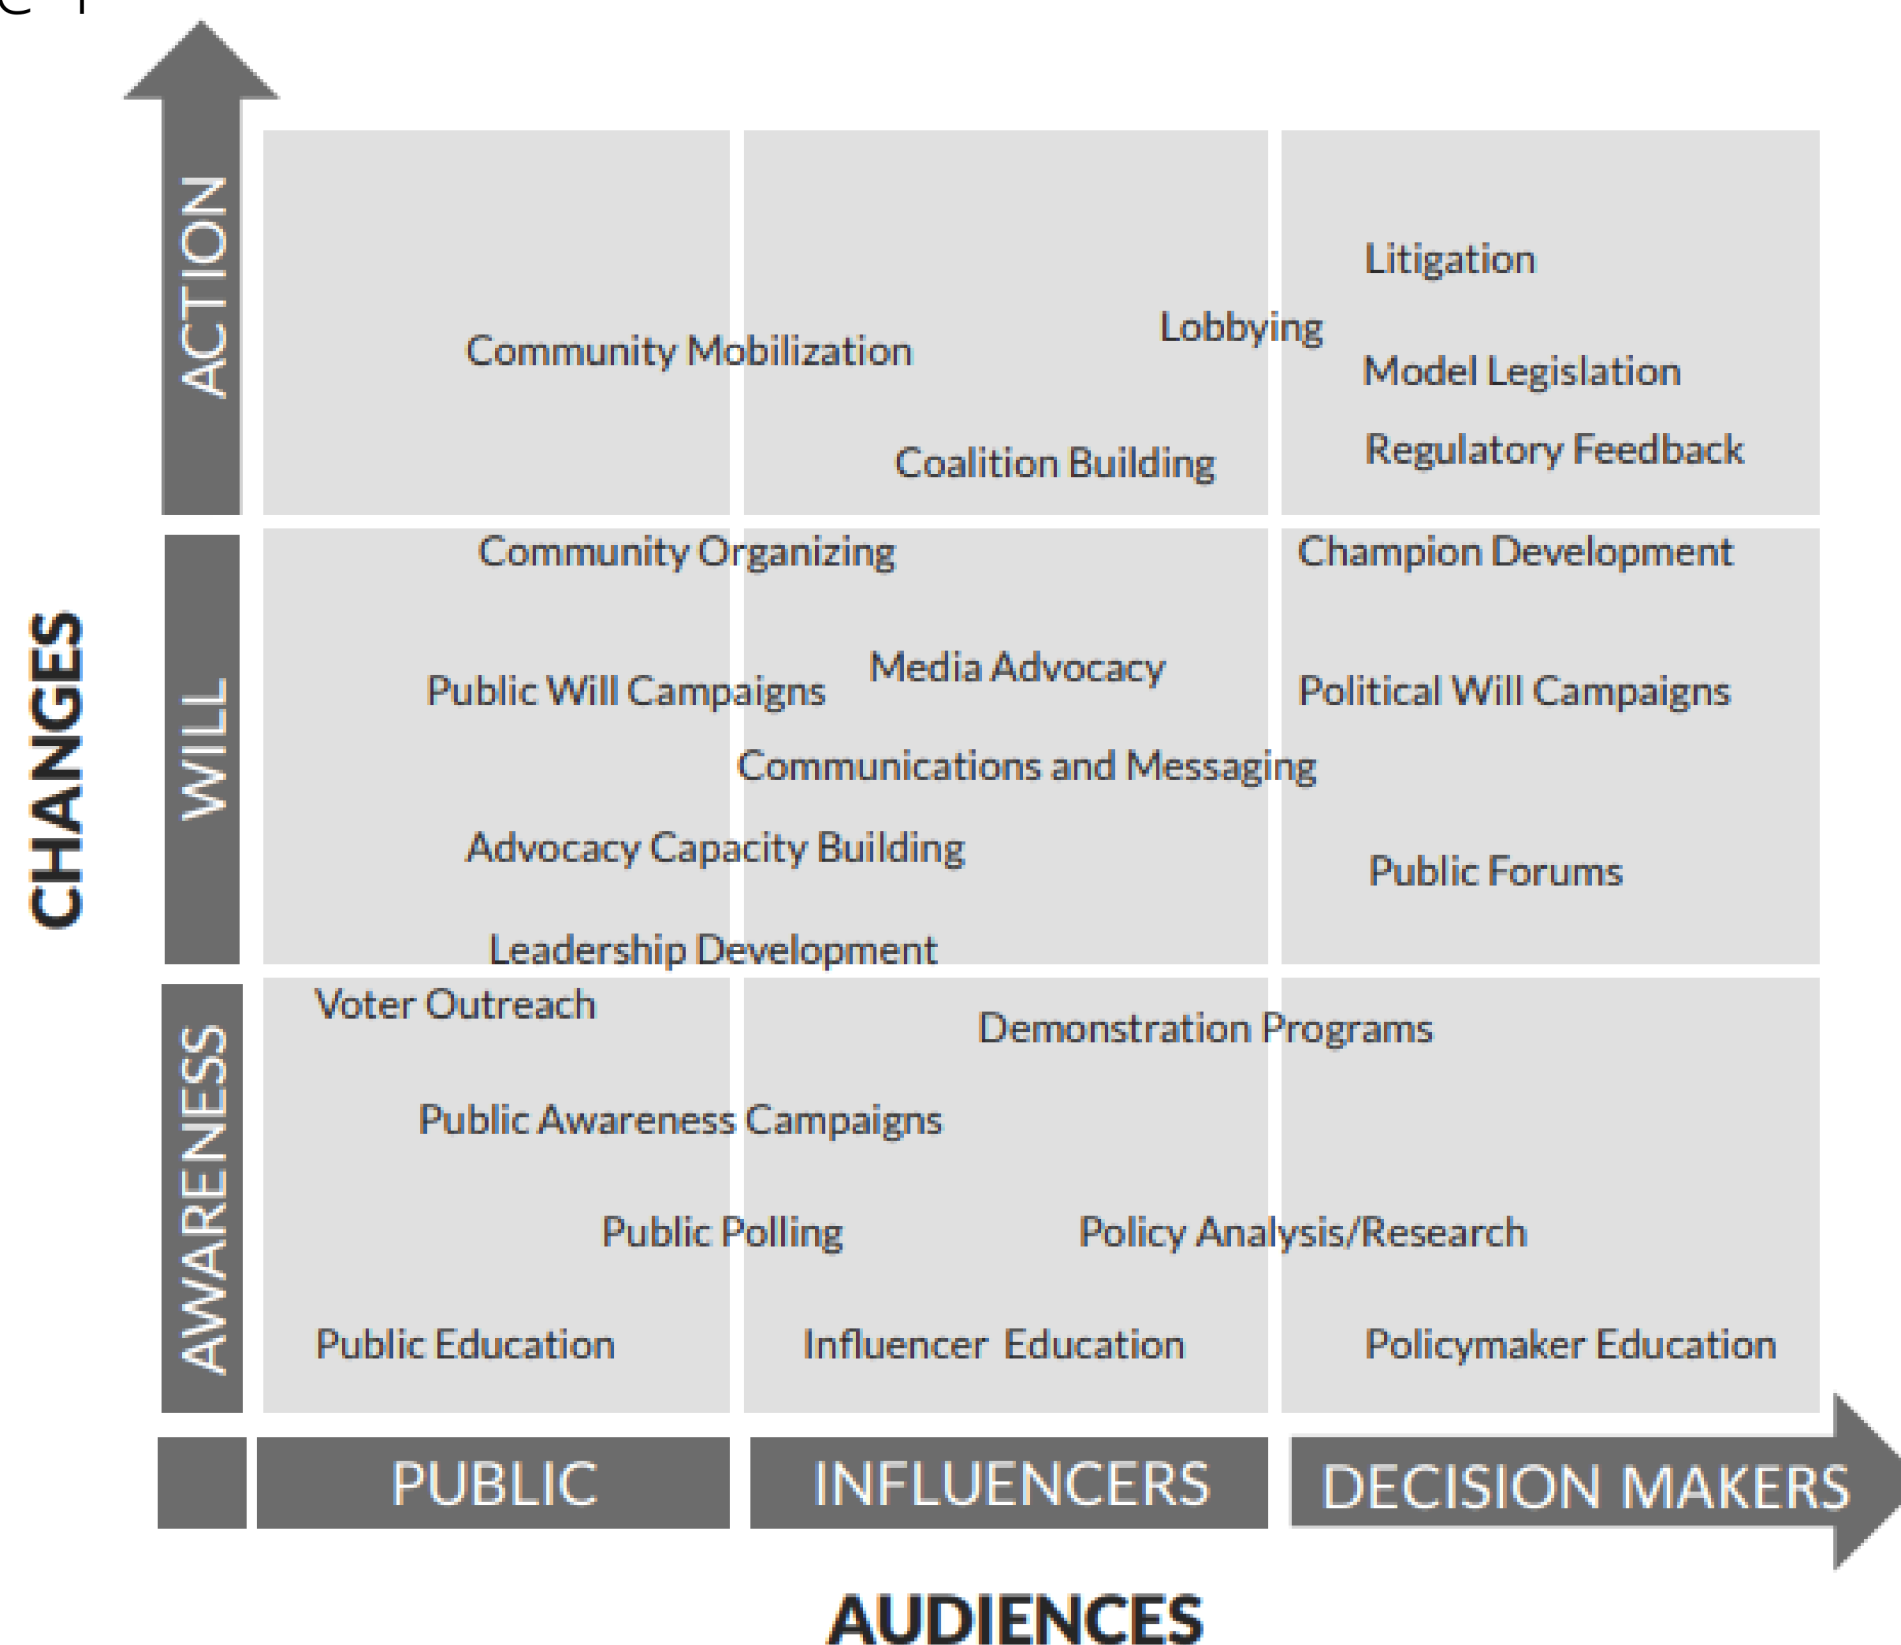 ACTION
Litigation
Lobbying
Community Mobilization
Model Legislation
Regulatory Feedback
Coalition Building
CHANGES
WILL
Community Organizing
Champion Development
Media Advocacy
Public Will Campaigns
Political Will Campaigns
Communications and Messaging
Advocacy Capacity Building
Public Forums
Leadership Development
AWARENESS
Voter Outreach
Demonstration Programs
Public Awareness Campaigns
Public Polling
Policy Analysis/Research
Public Education
Influencer Education
Policymaker Education
PUBLIC
INFLUENCERS
DECISION MAKERS
AUDIENCES